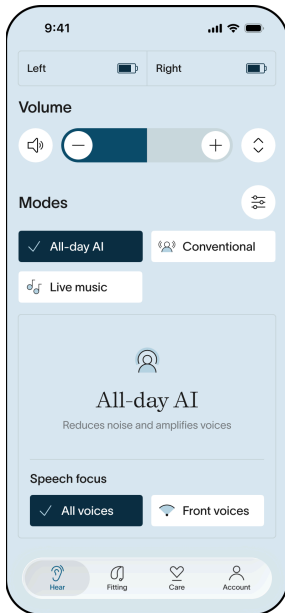 9:41
Left
Right
Volume
Modes
All-day AI
Conventional
Live music
All-day AI
Reduces noise and amplifies voices
Speech focus
All voices
Front voices
Hear
Fitting
Care
Account